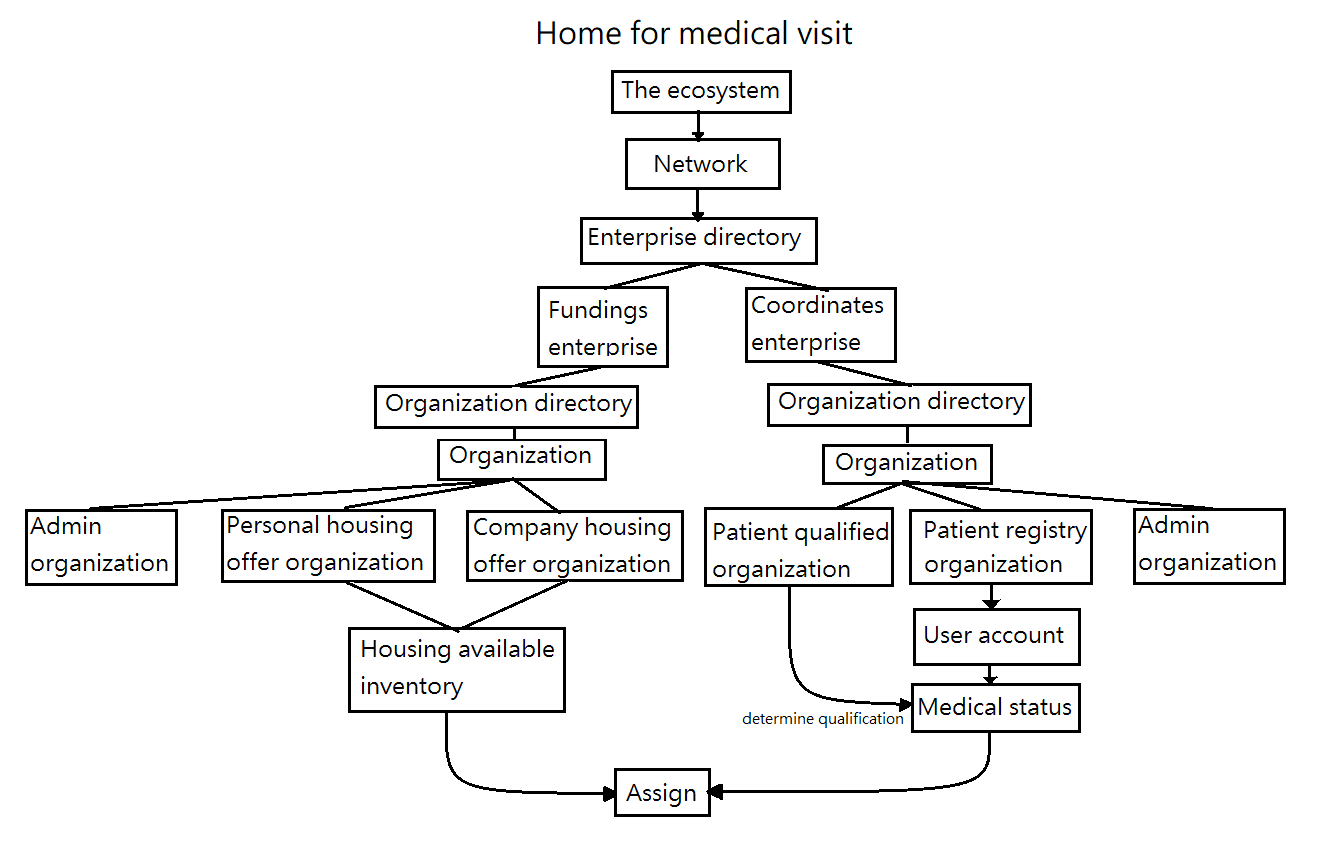 Home for medical visit
The ecosystem
Network
Enterprise directory
Fundings
enterprise
Coordinates
enterprise
Organization directory
Organization directory
Organization
Organization
Admin
organization
Personal housing
offer organization
Company housing
offer organization
Patient qualified
organization
Patient registry
organization
Admin
organization
User account
Housing available
inventory
Medical status
determine qualification
Assign